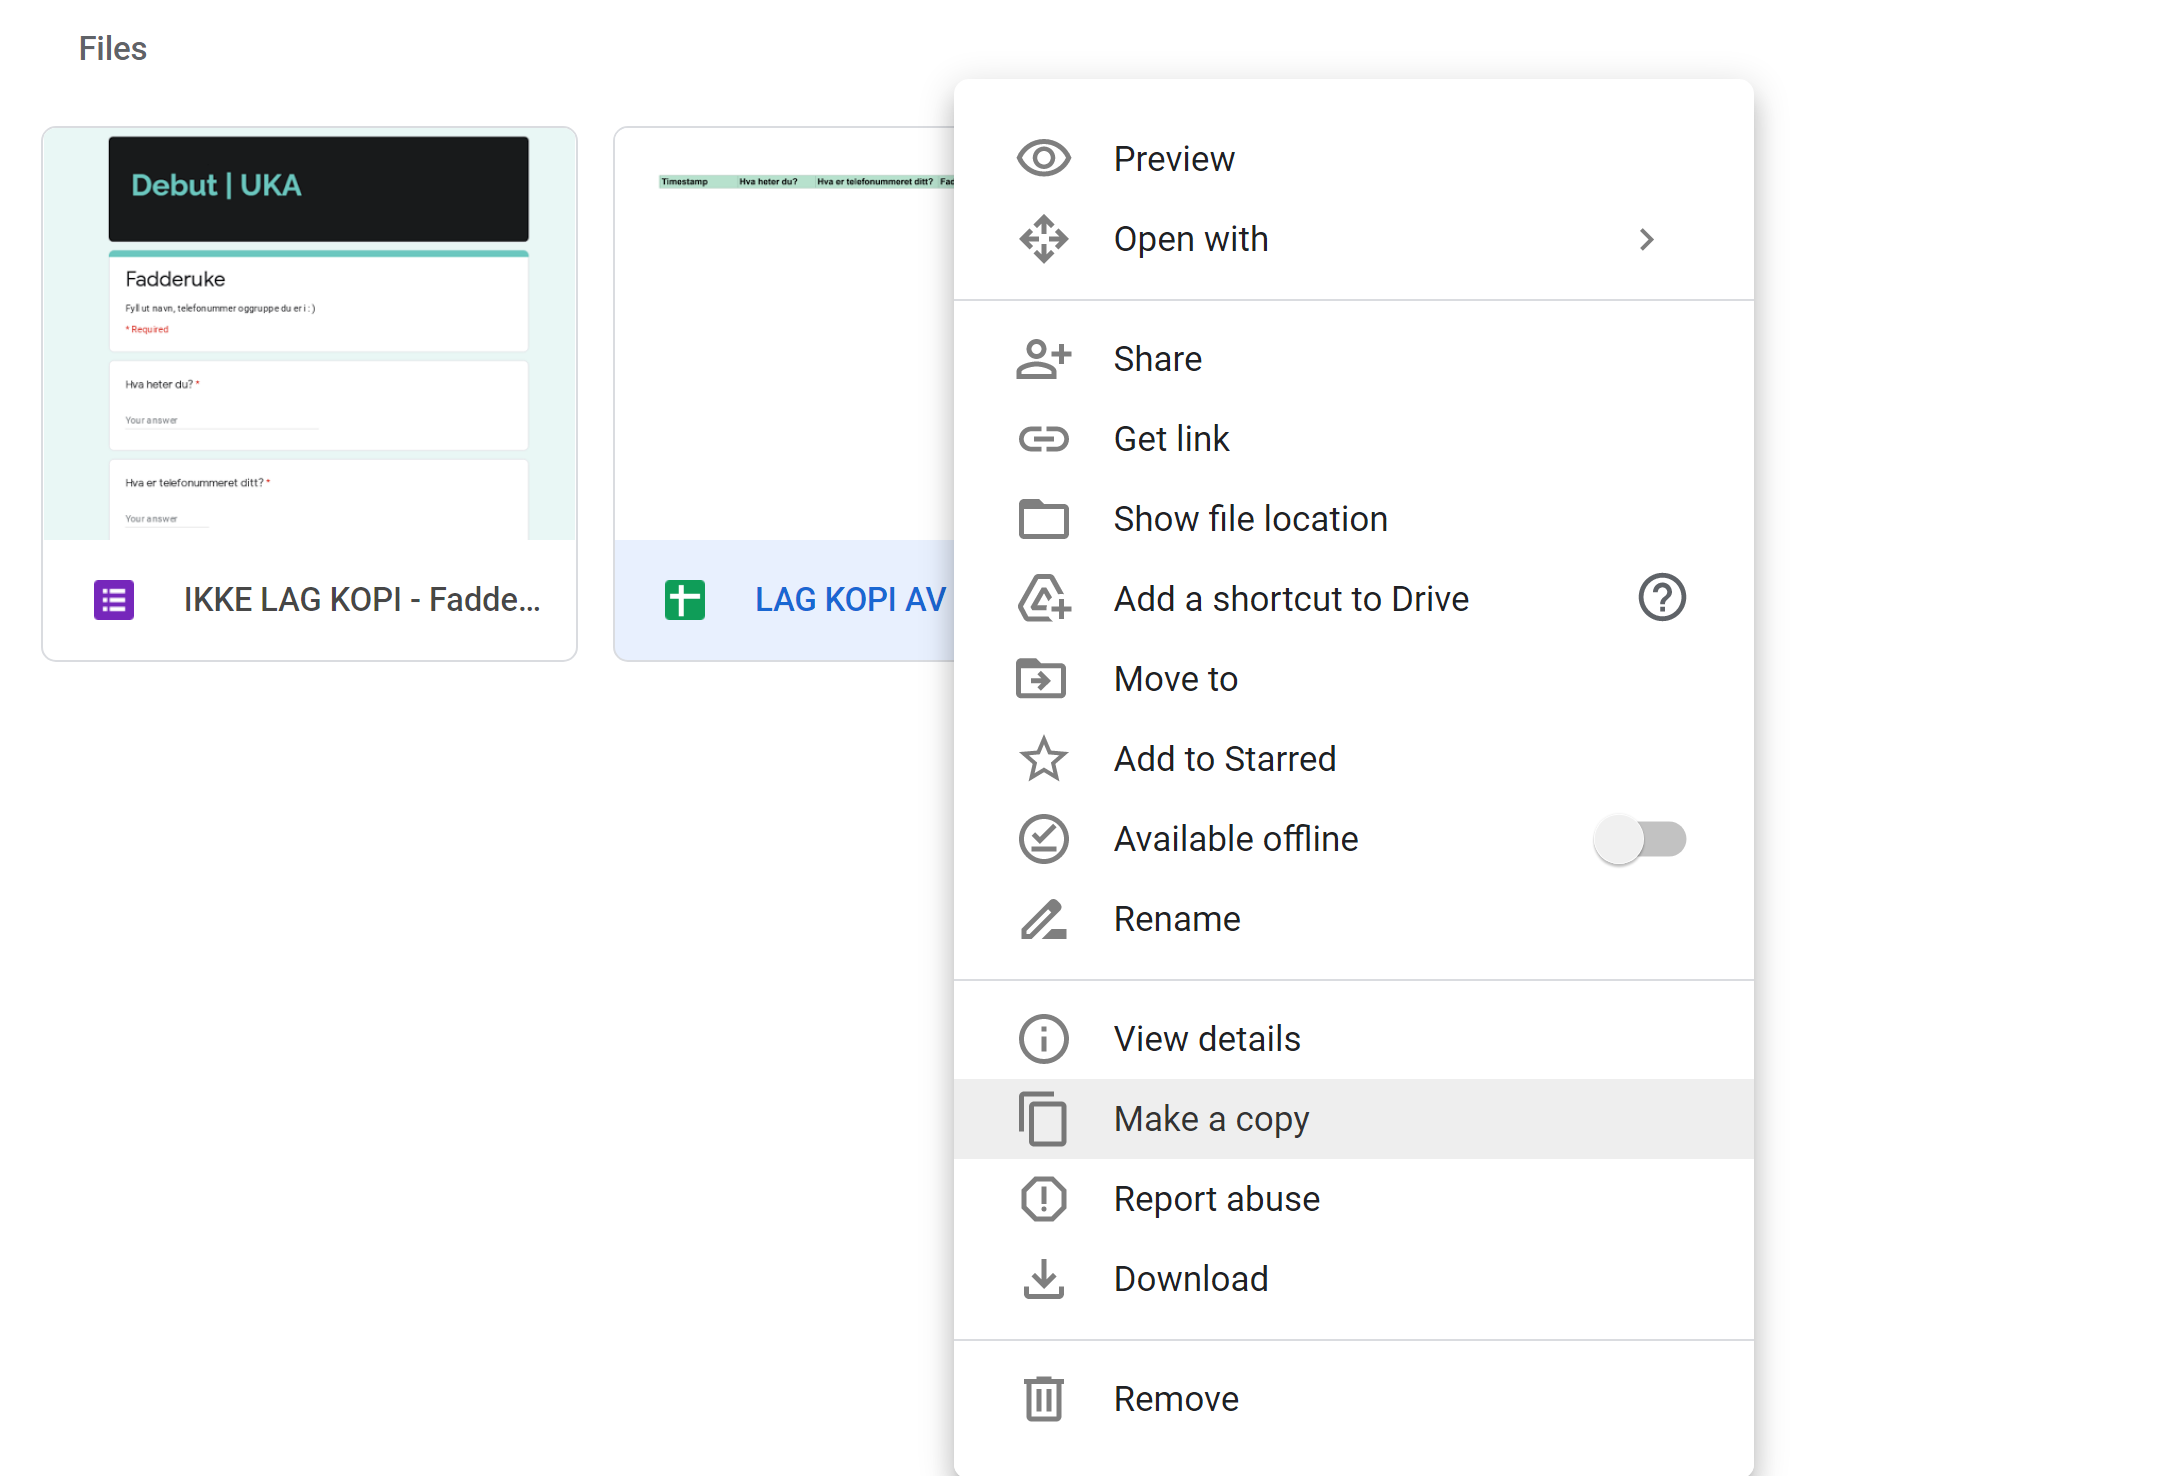 Files
Debut | UKA
Fadderuke
Fyll ut navn, telefonummer oggruppe du er i : )
* Required
Hva heter du? *
Your answer
Hva er telefonummeret ditt? *
Your answer
IKKE LAG KOPI - Fadde...
Timestamp Hva heter du? Hva er telefonummeret ditt? Fad
LAG KOPI AV
Preview
Open with
Share
Get link
Show file location
Add a shortcut to Drive
Move to
Add to Starred
Available offline
Rename
View details
Make a copy
Report abuse
Download
Remove